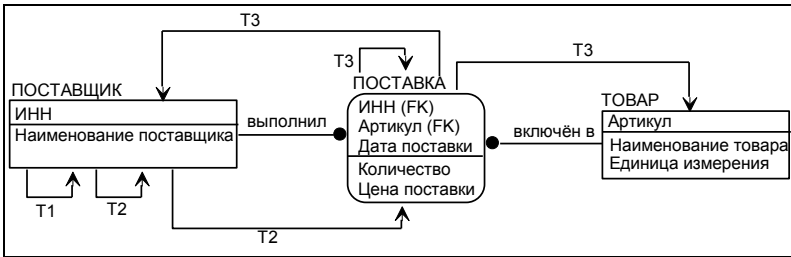 T3
T3
T3
ПОСТАВЩИК
ПОСТАВКА
ТОВАР
ИНН
Наименование поставщика
выполнил
ИНН (FK)
Артикул (FK)
Дата поставки
Количество
Цена поставки
включён в
Артикул
Наименование товара
Единица измерения
T1
T2
T2